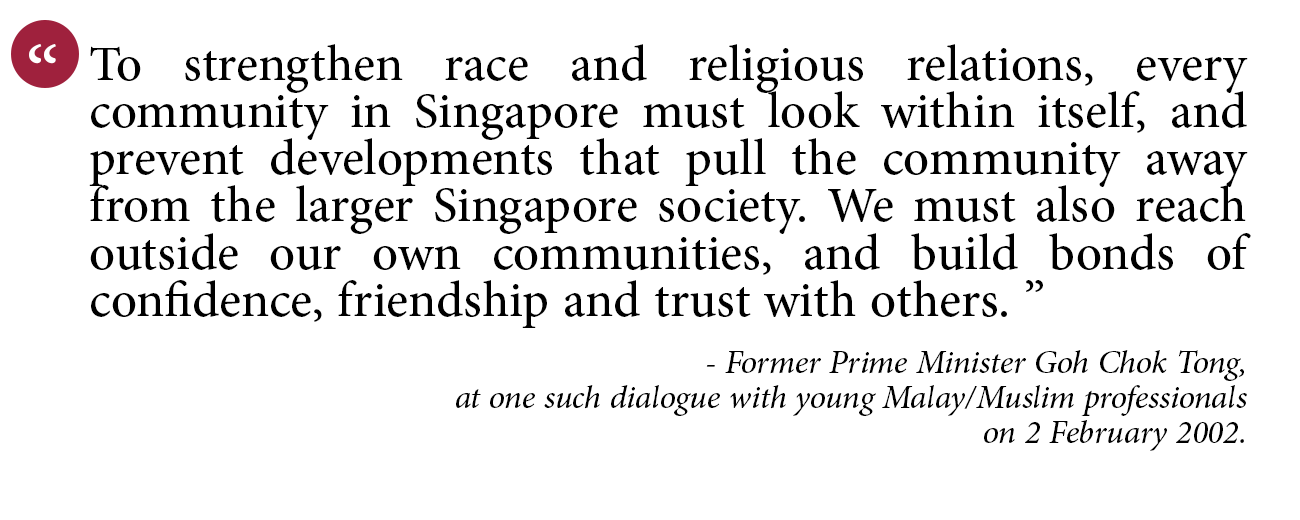 “ To strengthen race and religious relations, every
community in Singapore must look within itself, and
prevent developments that pull the community away
from the larger Singapore society. We must also reach
outside our own communities, and build bonds of
confidence, friendship and trust with others. ”
- Former Prime Minister Goh Chok Tong,
at one such dialogue with young Malay/Muslim professionals
on 2 February 2002.